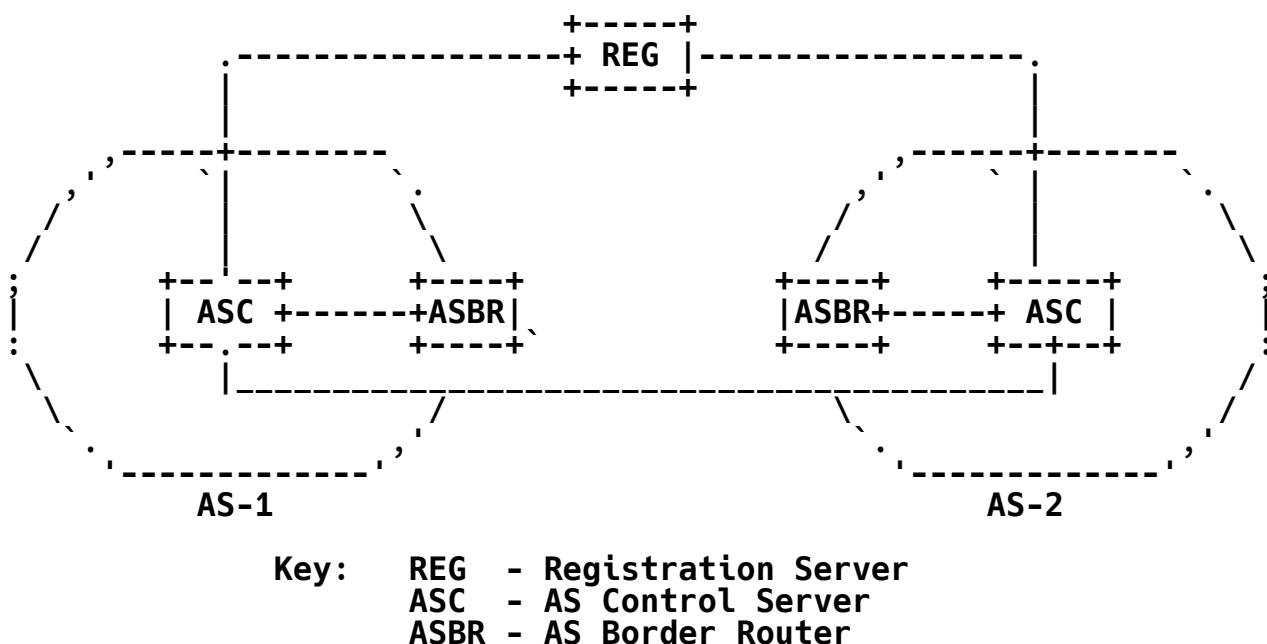 REG
ASC ASBR ASBR ASC
AS-1 AS-2
Key: REG - Registration Server
ASC - AS Control Server
ASBR - AS Border Router